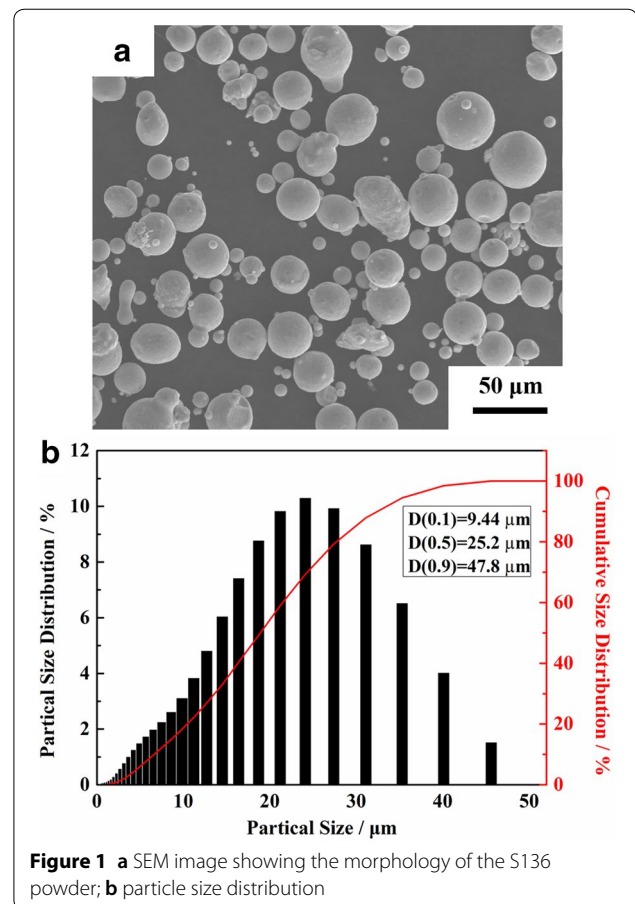 a
50 μm
b
12
10
8
6
4
2
0
Partical Size Distribution / %
D(0.1)=9.44 μm
D(0.5)=25.2 μm
D(0.9)=47.8 μm
100
80
60
40
20
0
Cumulative Size Distribution / %
0 10 20 30 40 50
Partical Size / μm
Figure 1 a SEM image showing the morphology of the S136
powder; b particle size distribution